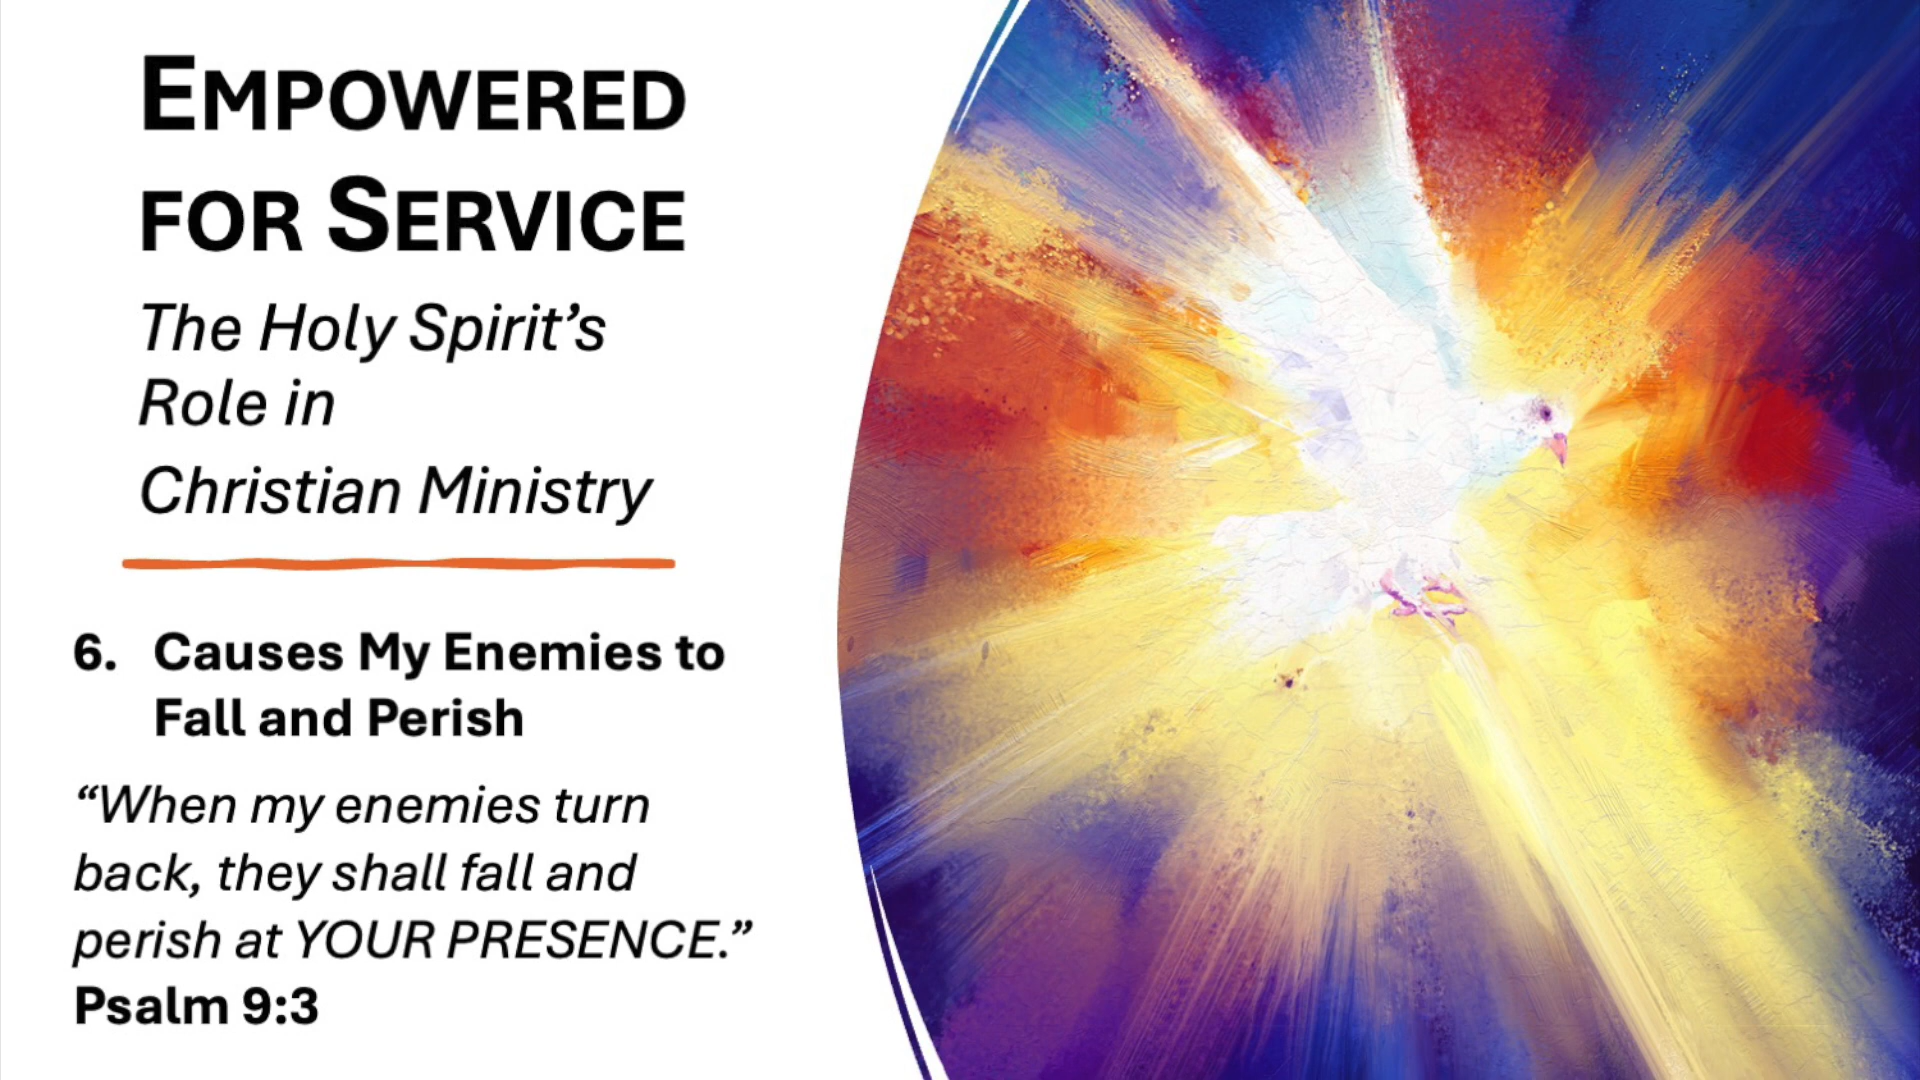 EMPOWERED
FOR SERVICE
The Holy Spirit’s
Role in
Christian Ministry
6. Causes My Enemies to
Fall and Perish
“When my enemies turn
back, they shall fall and
perish at YOUR PRESENCE.”
Psalm 9:3